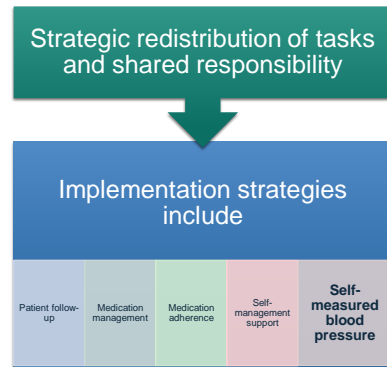 Strategic redistribution of tasks
and shared responsibility
Implementation strategies
include
Patient follow-
up
Medication
management
Medication
adherence
Self-
management
support
Self-
measured
blood
pressure